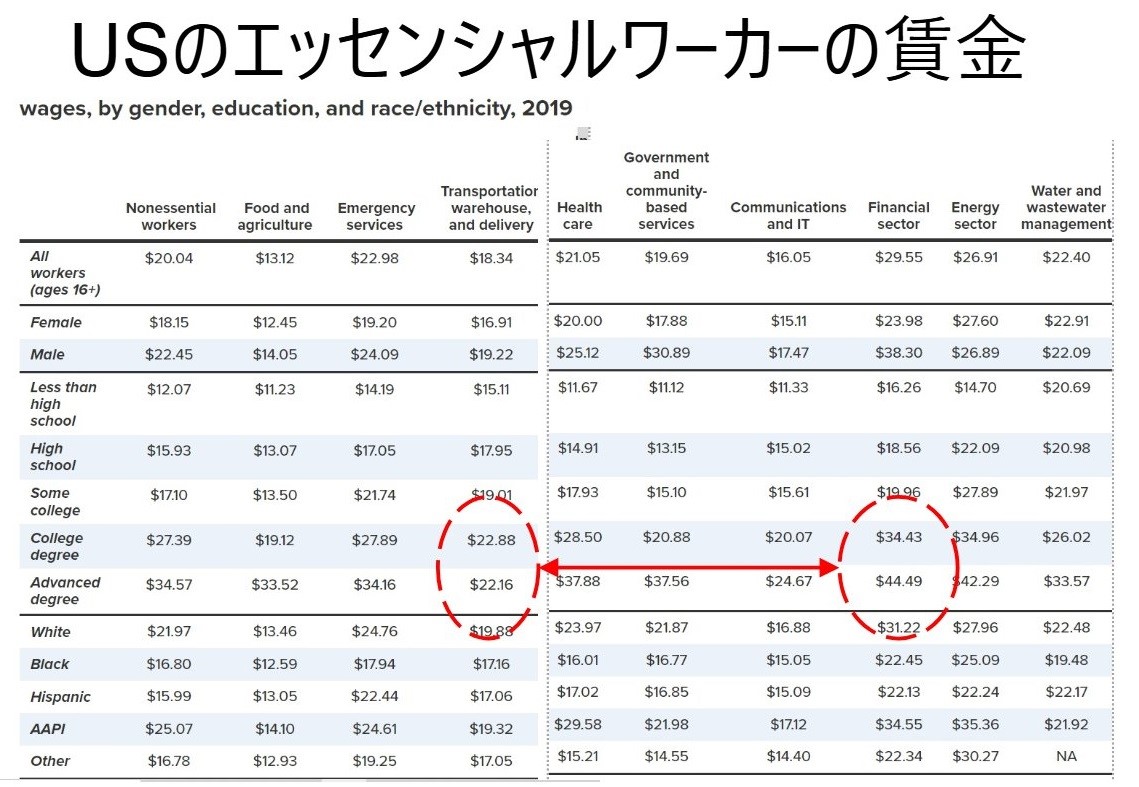 USのエッセンシャルワーカーの賃金
wages, by gender, education, and race/ethnicity, 2019
Nonessential workers Food and agriculture Emergency services Transportation warehouse, and delivery Health care Government and community-based services Communications and IT Financial sector Energy sector Water and wastewater management
All workers (ages 16+) $20.04 $13.12 $22.98 $18.34 $21.05 $19.69 $16.05 $29.55 $26.91 $22.40
Female $18.15 $12.45 $19.20 $16.91 $20.00 $17.88 $15.11 $23.98 $27.60 $22.91
Male $22.45 $14.05 $24.09 $19.22 $25.12 $30.89 $17.47 $38.30 $26.89 $22.09
Less than high school $12.07 $11.23 $14.19 $15.11 $11.67 $11.12 $11.33 $16.26 $14.70 $20.69
High school $15.93 $13.07 $17.05 $17.95 $14.91 $13.15 $15.02 $18.56 $22.09 $20.98
Some college $17.10 $13.50 $21.74 $19.01 $17.93 $15.10 $15.61 $19.96 $27.89 $21.97
College degree $27.39 $19.12 $27.89 $22.88 $28.50 $20.88 $20.07 $34.43 $34.96 $26.02
Advanced degree $34.57 $33.52 $34.16 $22.16 $37.88 $37.56 $24.67 $44.49 $42.29 $33.57
White $21.97 $13.46 $24.76 $19.88 $23.97 $21.87 $16.88 $31.22 $27.96 $22.48
Black $16.80 $12.59 $17.94 $17.16 $16.01 $16.77 $15.05 $22.45 $25.09 $19.48
Hispanic $15.99 $13.05 $22.44 $17.06 $17.02 $16.85 $15.09 $22.13 $22.24 $22.17
AAPI $25.07 $14.10 $24.61 $19.32 $29.58 $21.98 $17.12 $34.55 $35.36 $21.92
Other $16.78 $12.93 $19.25 $17.05 $15.21 $14.55 $14.40 $22.34 $30.27 NA